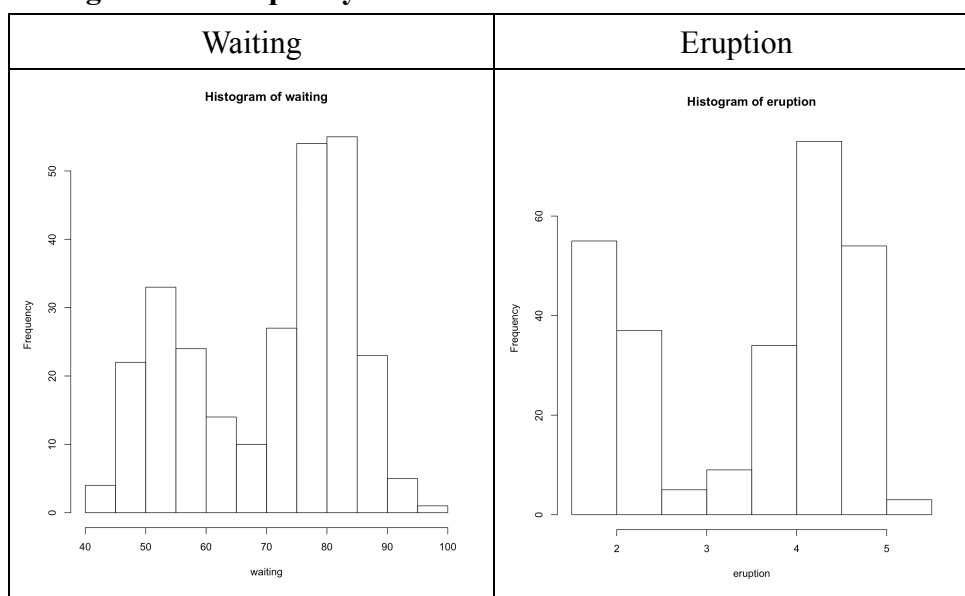 Waiting
Eruption
Histogram of waiting
Frequency
0
10
20
30
40
50
40 50 60 70 80 90 100
waiting
Histogram of eruption
Frequency
0
20
40
60
2 3 4 5
eruption